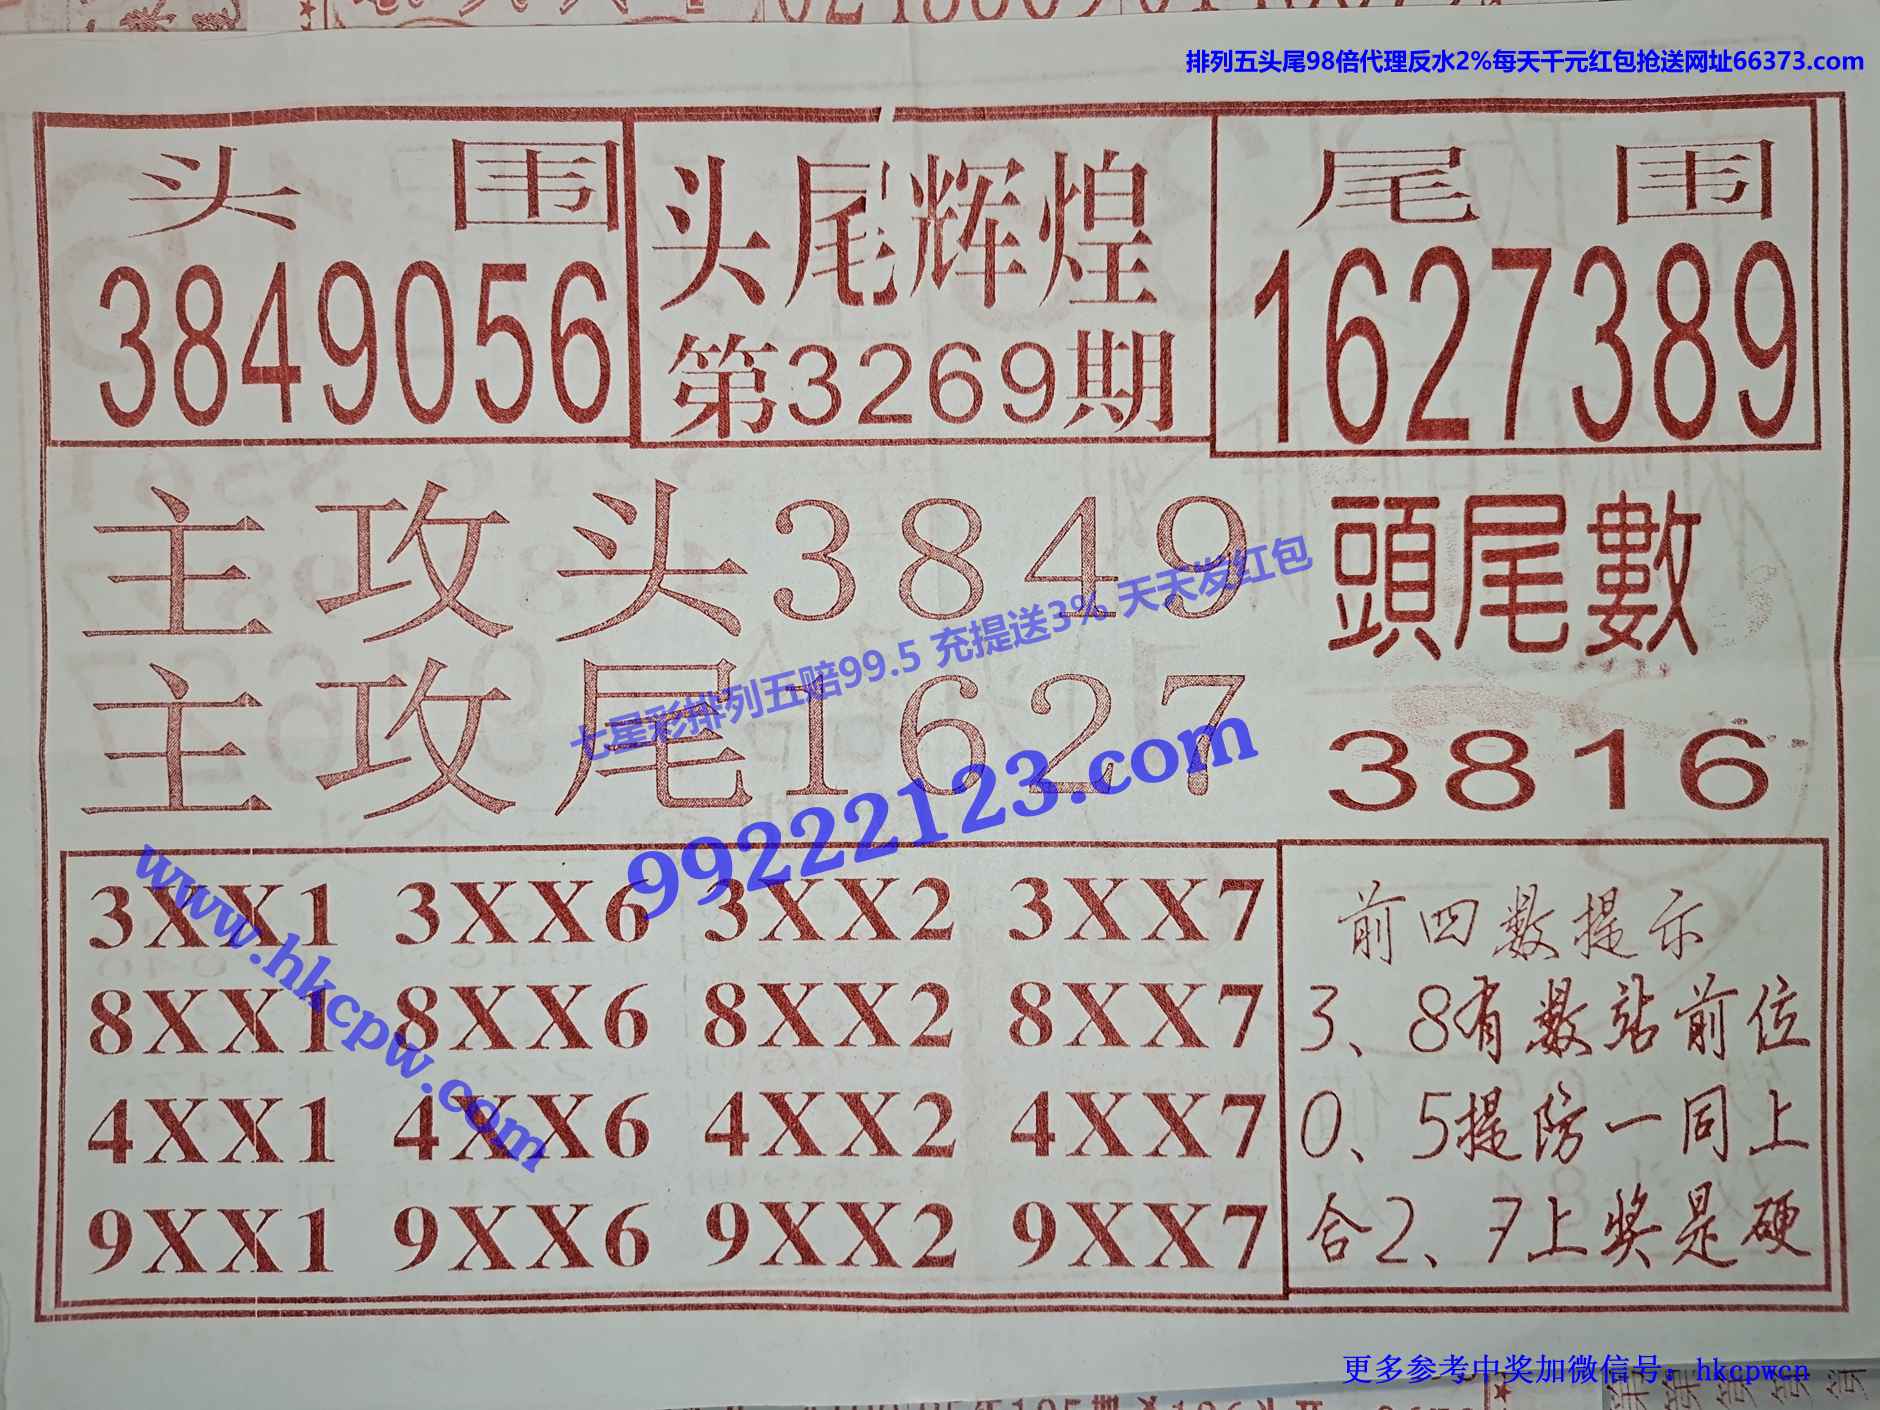 排列五头尾98倍代理反水2%每天千元红包抢送网址66373.com
头 围
3849056
头尾辉煌
第3269期
尾 围
1627389
主攻头3849
主攻尾1627
頭尾數
3816
七星彩排列五赔99.5 充提送3% 天天发红包
99222123.com
www.hkcpw.com
3XX1 3XX6 3XX2 3XX7
8XX1 8XX6 8XX2 8XX7
4XX1 4XX6 4XX2 4XX7
9XX1 9XX6 9XX2 9XX7
前四数提示
3、8有数站前位
0、5提防一同上
合2、7上奖是硬
更多参考中奖加微信号：hkcpwcn